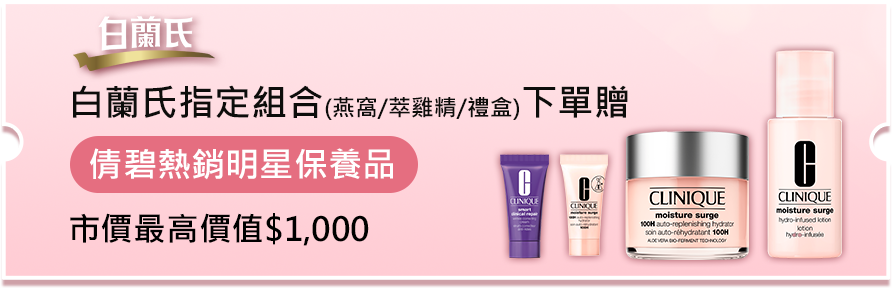 白蘭氏
白蘭氏指定組合(燕窩/萃雞精/禮盒)下單贈
倩碧熱銷明星保養品
市價最高價值$1,000
CLINIQUE
smart
clinical repair
CLINIQUE
moisture surge
CLINIQUE
moisture surge
100H auto-replenishing hydrator
soin auto-réhydratant 100H
ALOE VERA BIO-FERMENT TECHNOLOGY
CLINIQUE
moisture surge
hydro-infused lotion
lotion
hydro-infusée